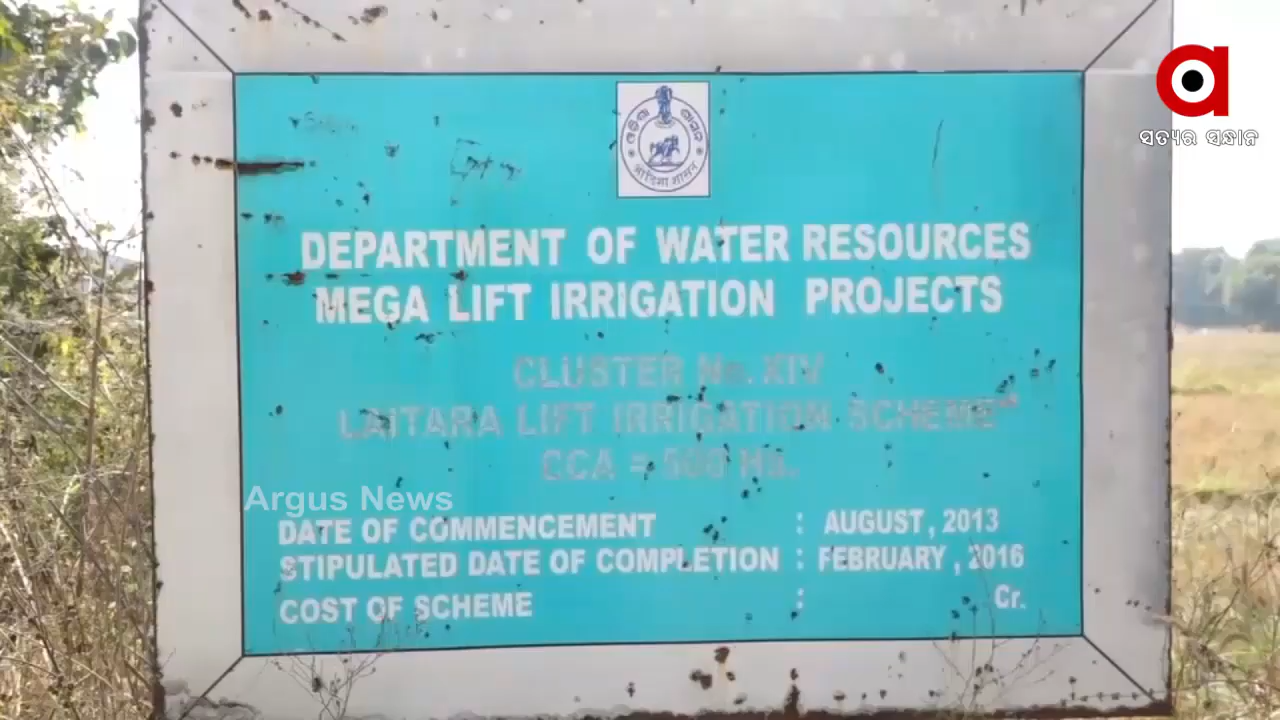 ସତ୍ୟର ସନ୍ଧାନ
DEPARTMENT OF WATER RESOURCES
MEGA LIFT IRRIGATION PROJECTS
CLUSTER No. XIV
LAITARA LIFT IRRIGATION SCHEME"
CCA = 500 Ha.
Argus News
DATE OF COMMENCEMENT : AUGUST, 2013
STIPULATED DATE OF COMPLETION : FEBRUARY, 2016
COST OF SCHEME : Cr.